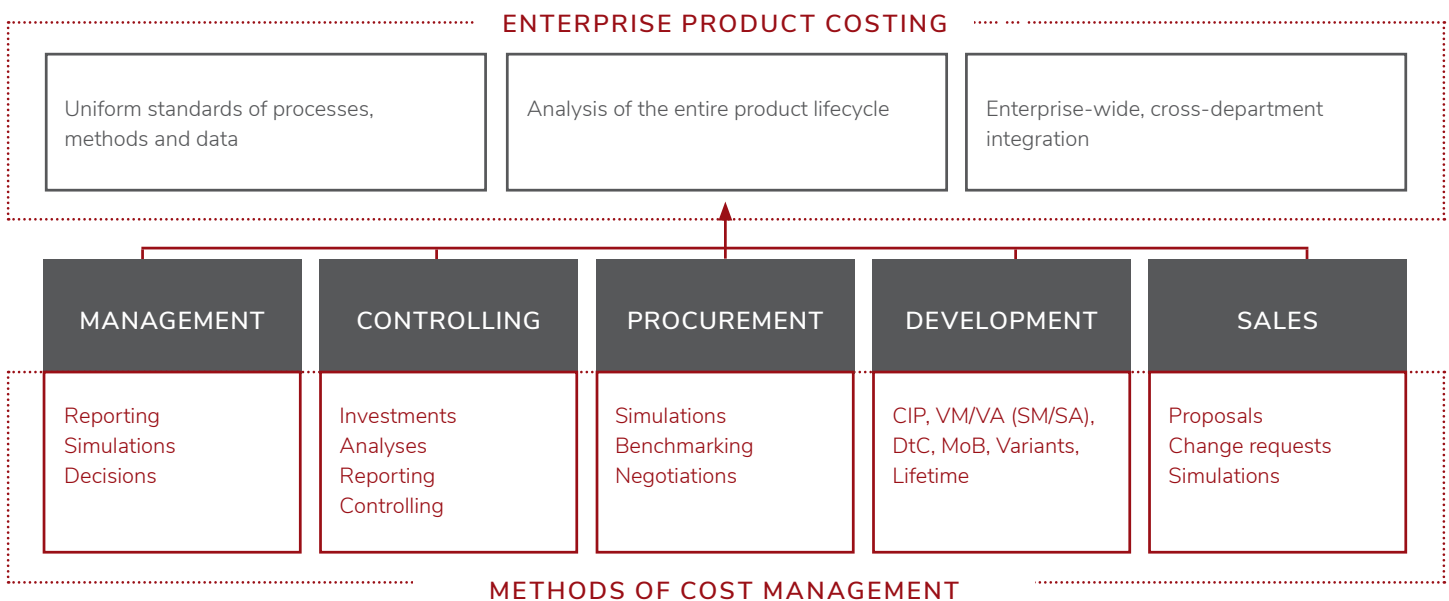 ENTERPRISE PRODUCT COSTING
Uniform standards of processes,
methods and data
Analysis of the entire product lifecycle
Enterprise-wide, cross-department
integration
MANAGEMENT
CONTROLLING
PROCUREMENT
DEVELOPMENT
SALES
Reporting
Simulations
Decisions
Investments
Analyses
Reporting
Controlling
Simulations
Benchmarking
Negotiations
CIP, VM/VA (SM/SA),
DtC, MoB, Variants,
Lifetime
Proposals
Change requests
Simulations
METHODS OF COST MANAGEMENT